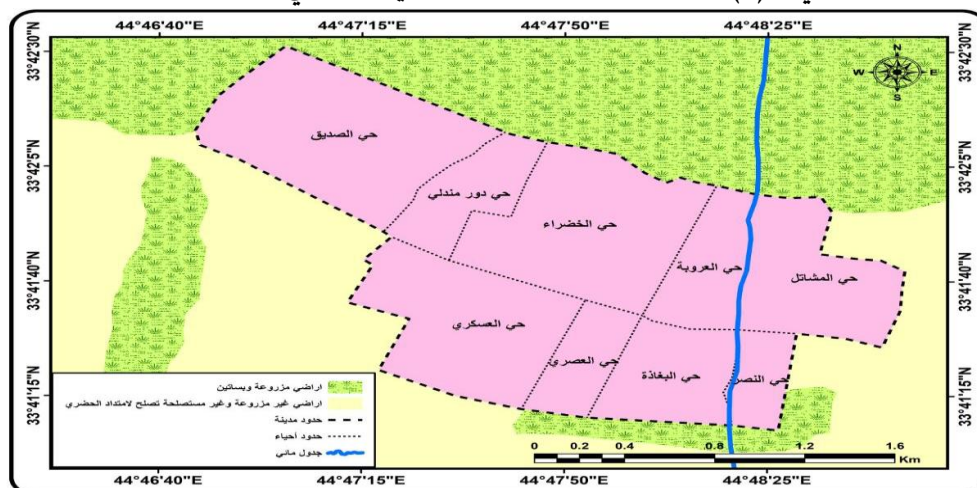 44°46'40"E 44°47'15"E 44°47'50"E 44°48'25"E
33°42'30"N 33°42'30"N
N
W E
S
حي الصديق
33°42'5"N 33°42'5"N
حي دور مندلي
حي الخضراء
حي العروبة
حي المشاتل
33°41'40"N 33°41'40"N
حي العسكري
حي العصري
حي البغاذة
حي النصر
33°41'15"N 33°41'15"N
اراضي مزروعة وبساتين
اراضي غير مزروعة وغير مستصلحة تصلح لامتداد الحضري
حدود مدينة
حدود أحياء
جدول مائي
0 0.2 0.4 0.8 1.2 1.6
Km
44°46'40"E 44°47'15"E 44°47'50"E 44°48'25"E